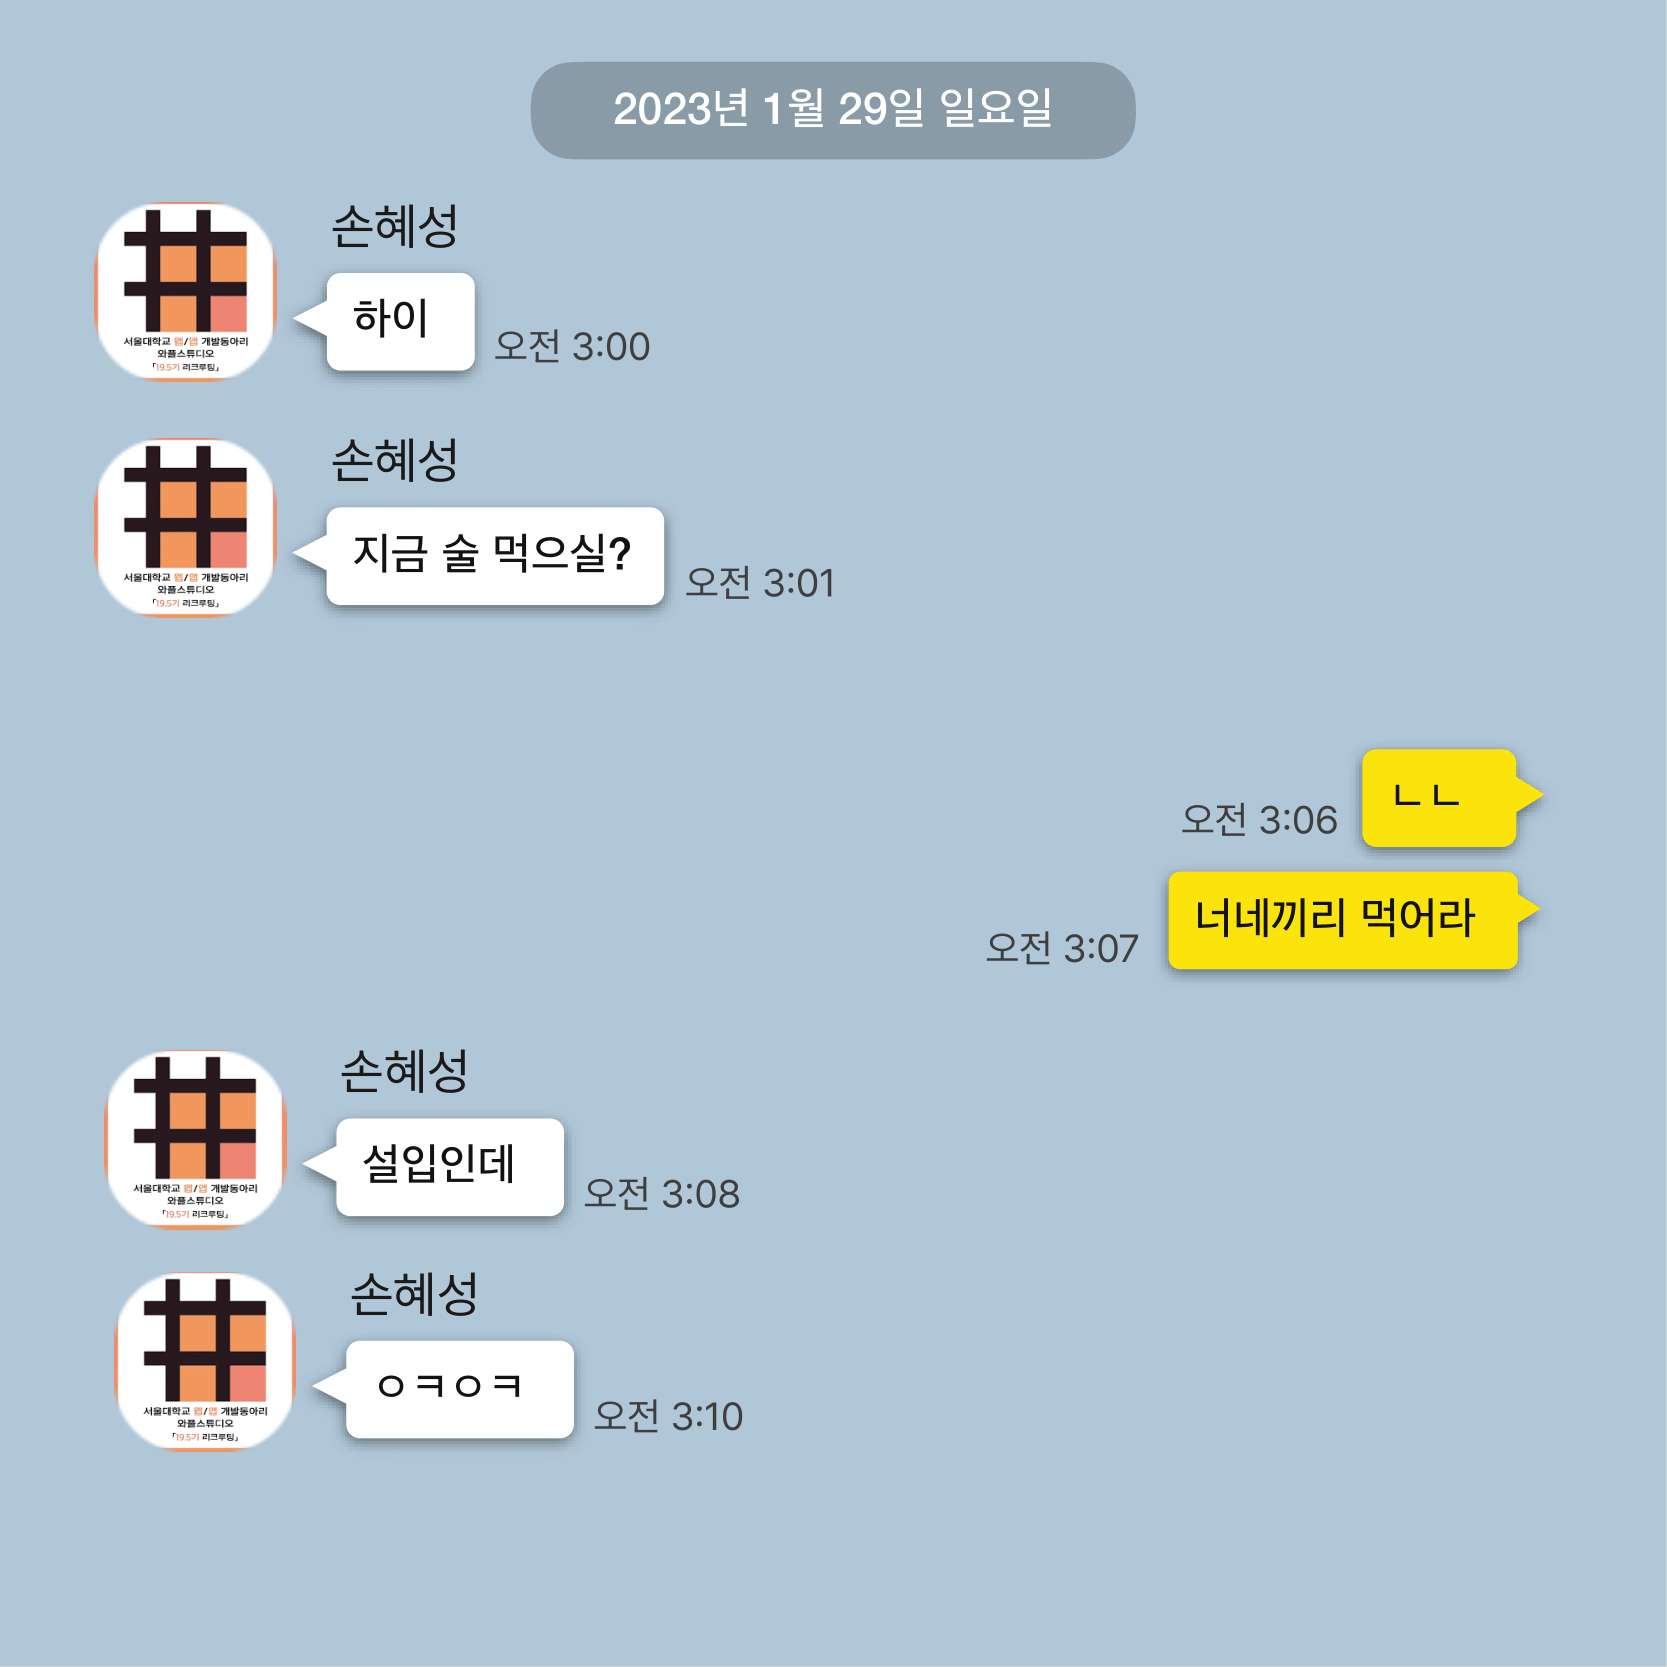 2023년 1월 29일 일요일
손혜성
하이
오전 3:00
서울대학교 웹/앱 개발동아리
와플스튜디오
「19.5기 리크루팅」
손혜성
지금 술 먹으실?
오전 3:01
서울대학교 웹/앱 개발동아리
와플스튜디오
「19.5기 리크루팅」
ㄴㄴ
오전 3:06
너네끼리 먹어라
오전 3:07
손혜성
설입인데
오전 3:08
서울대학교 웹/앱 개발동아리
와플스튜디오
「19.5기 리크루팅」
손혜성
ㅇㅋㅇㅋ
오전 3:10
서울대학교 웹/앱 개발동아리
와플스튜디오
「19.5기 리크루팅」